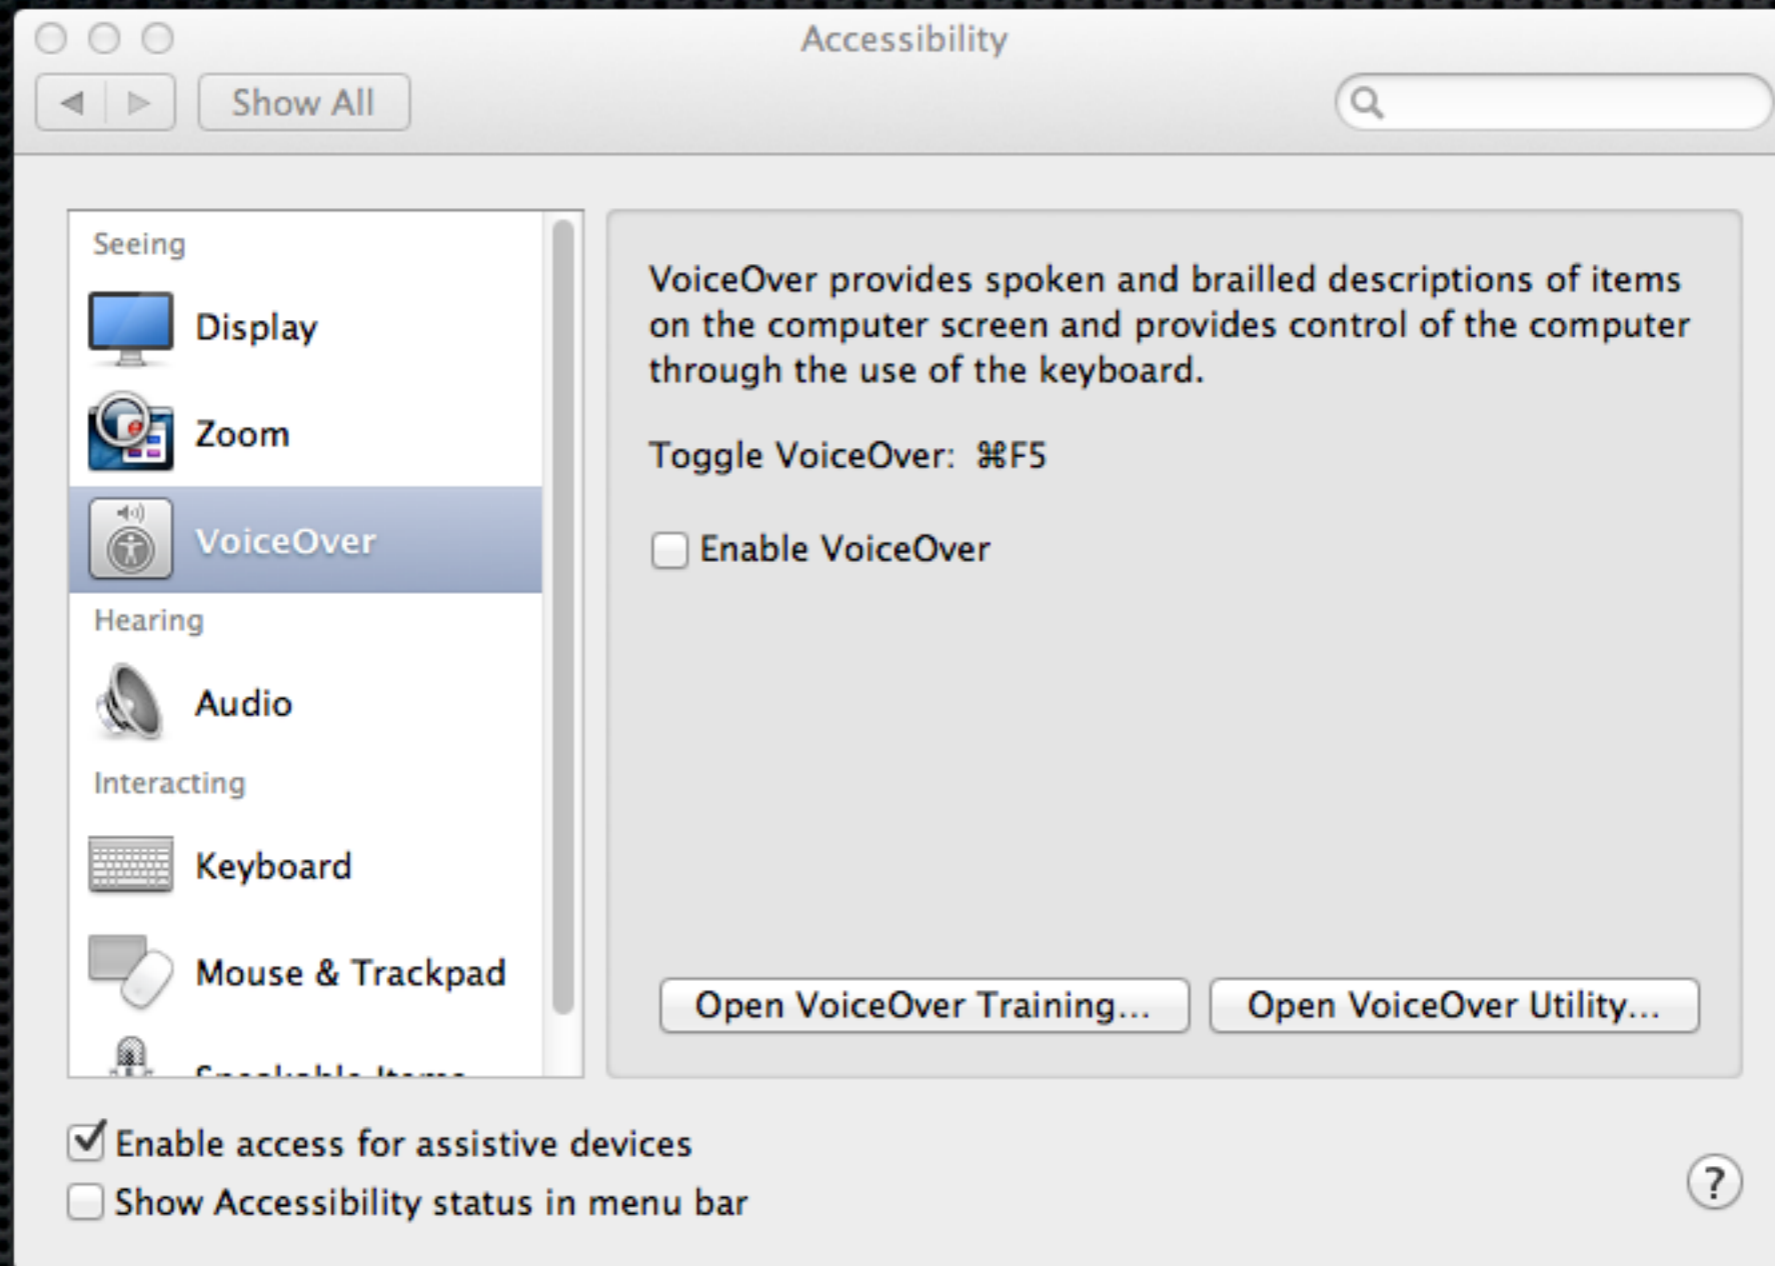 Accessibility
Show All
Seeing
Display
Zoom
VoiceOver
Hearing
Audio
Interacting
Keyboard
Mouse & Trackpad
Speakable Items
VoiceOver provides spoken and brailled descriptions of items
on the computer screen and provides control of the computer
through the use of the keyboard.
Toggle VoiceOver: ⌘F5
Enable VoiceOver
Open VoiceOver Training...
Open VoiceOver Utility...
Enable access for assistive devices
Show Accessibility status in menu bar
?